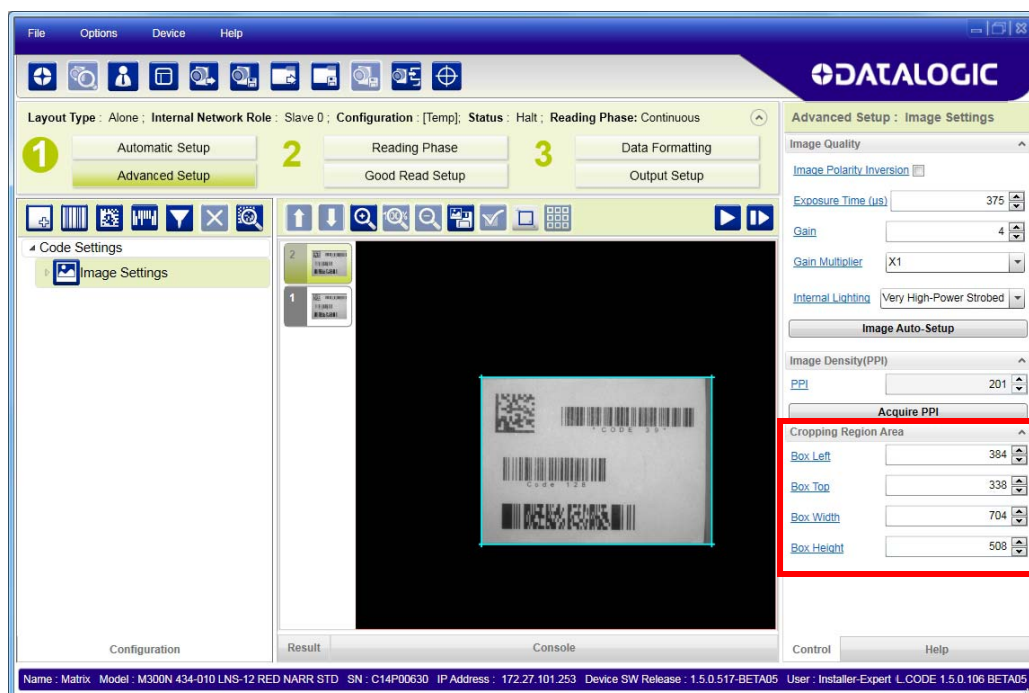 File Options Device Help
DATALOGIC
Layout Type : Alone ; Internal Network Role : Slave 0 ; Configuration : [Temp]; Status : Halt ; Reading Phase: Continuous
1 Automatic Setup 2 Reading Phase 3 Data Formatting
Advanced Setup Good Read Setup Output Setup
Code Settings
Image Settings
2
1
"CODE 39"
Code 128
Configuration
Result Console
Advanced Setup : Image Settings
Image Quality
Image Polarity Inversion
Exposure Time (µs) 375
Gain 4
Gain Multiplier X1
Internal Lighting Very High-Power Strobed
Image Auto-Setup
Image Density(PPI)
PPI 201
Acquire PPI
Cropping Region Area
Box Left 384
Box Top 338
Box Width 704
Box Height 508
Control Help
Name : Matrix Model : M300N 434-010 LNS-12 RED NARR STD SN : C14P00630 IP Address : 172.27.101.253 Device SW Release : 1.5.0.517-BETA05 User : Installer-Expert L.CODE 1.5.0.106 BETA05